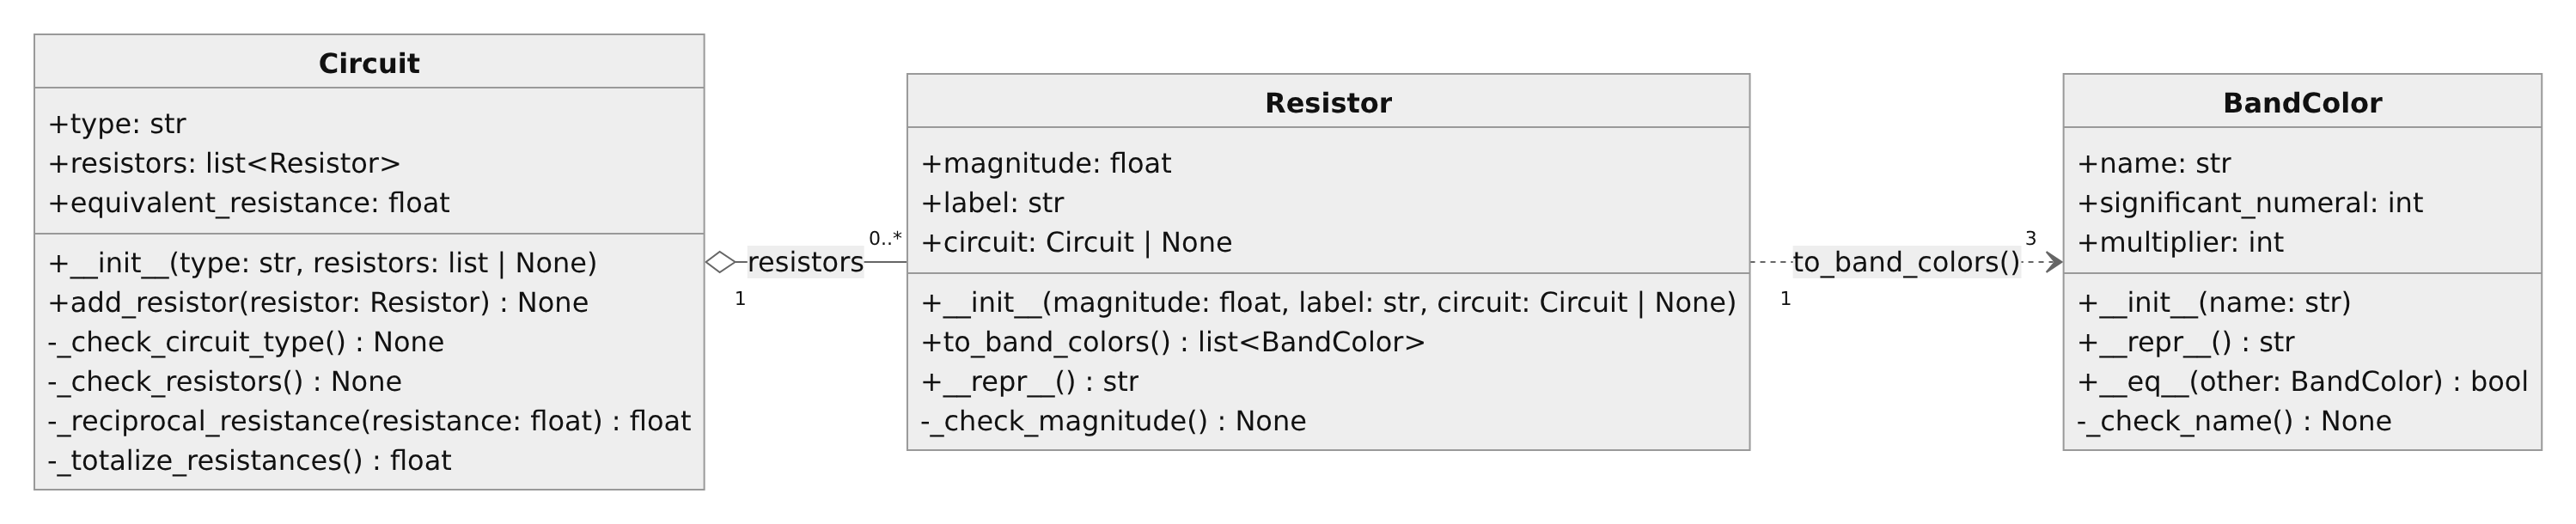 Circuit
+type: str
+resistors: list<Resistor>
+equivalent_resistance: float
+__init__(type: str, resistors: list | None)
+add_resistor(resistor: Resistor) : None
-_check_circuit_type() : None
-_check_resistors() : None
-_reciprocal_resistance(resistance: float) : float
-_totalize_resistances() : float
resistors
0..*
1
Resistor
+magnitude: float
+label: str
+circuit: Circuit | None
+__init__(magnitude: float, label: str, circuit: Circuit | None)
+to_band_colors() : list<BandColor>
+__repr__() : str
-_check_magnitude() : None
to_band_colors()
3
1
BandColor
+name: str
+significant_numeral: int
+multiplier: int
+__init__(name: str)
+__repr__() : str
+__eq__(other: BandColor) : bool
-_check_name() : None